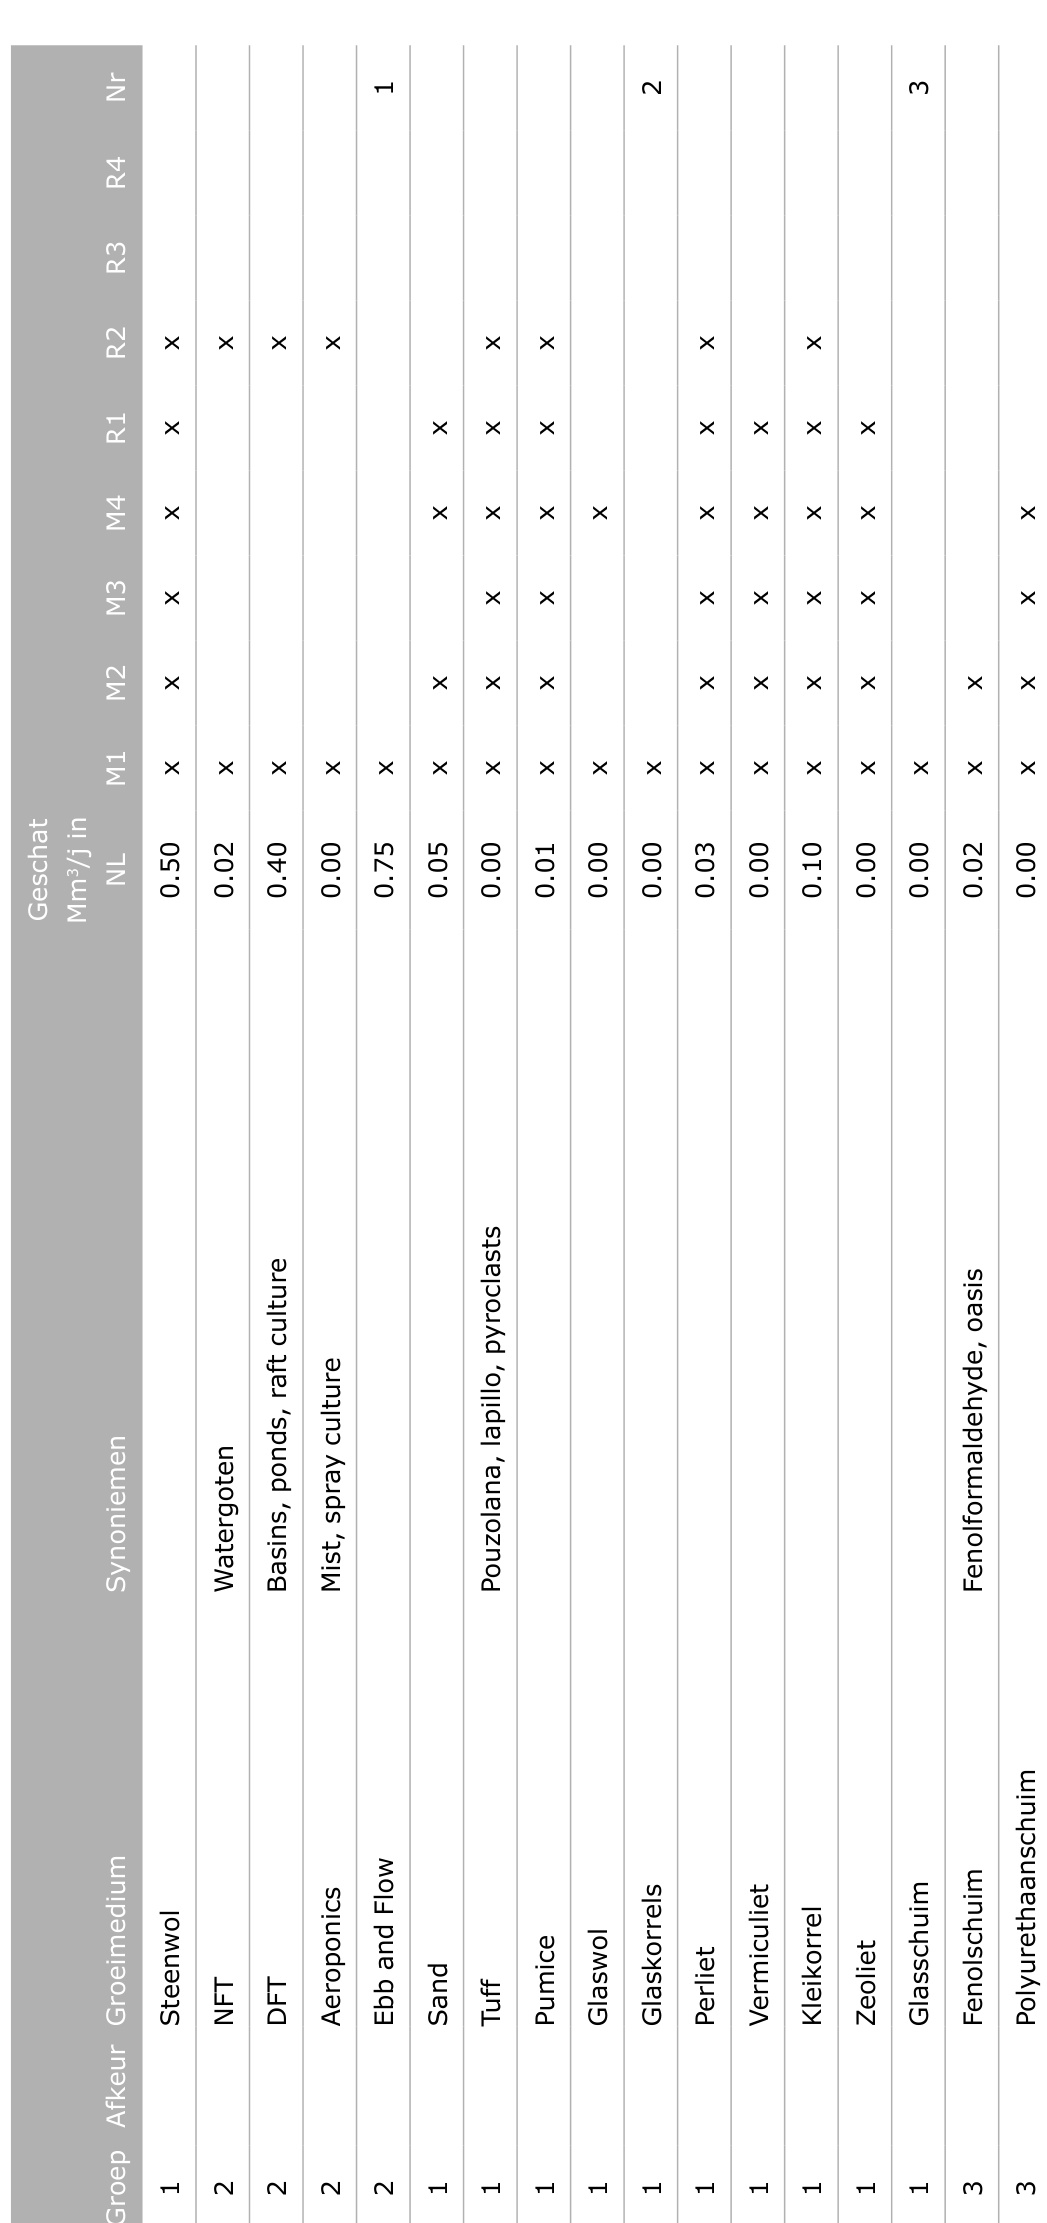 Geschat
Mm³/j in
Groep Afkeur Groeimedium Synoniemen NL M1 M2 M3 M4 R1 R2 R3 R4 Nr
1 Steenwol 0.50 x x x x x x
2 NFT Watergoten 0.02 x x
2 DFT Basins, ponds, raft culture 0.40 x x
2 Aeroponics Mist, spray culture 0.00 x x
2 Ebb and Flow 0.75 x 1
1 Sand 0.05 x x x x
1 Tuff Pouzolana, lapillo, pyroclasts 0.00 x x x x x x
1 Pumice 0.01 x x x x x x
1 Glaswol 0.00 x x
1 Glaskorrels 0.00 x 2
1 Perliet 0.03 x x x x x x
1 Vermiculiet 0.00 x x x x x
1 Kleikorrel 0.10 x x x x x x
1 Zeoliet 0.00 x x x x x
1 Glasschuim 0.00 x 3
3 Fenolschuim Fenolformaldehyde, oasis 0.02 x x
3 Polyurethaanschuim 0.00 x x x x